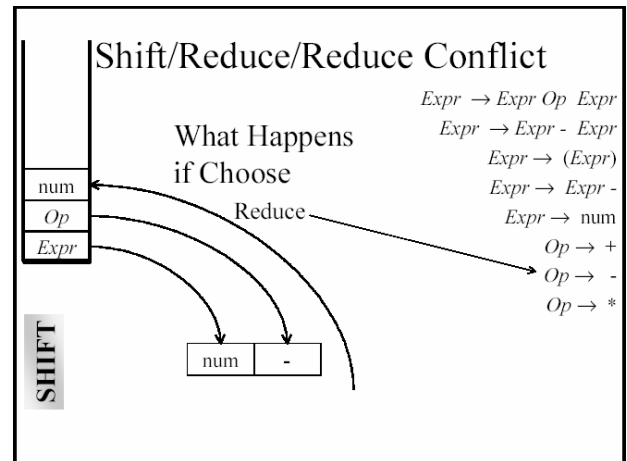 Shift/Reduce/Reduce Conflict
Expr → Expr Op Expr
Expr → Expr - Expr
Expr → (Expr)
Expr → Expr -
Expr → num
Op → +
Op → -
Op → *
What Happens
if Choose
Reduce
num
Op
Expr
SHIFT
num -